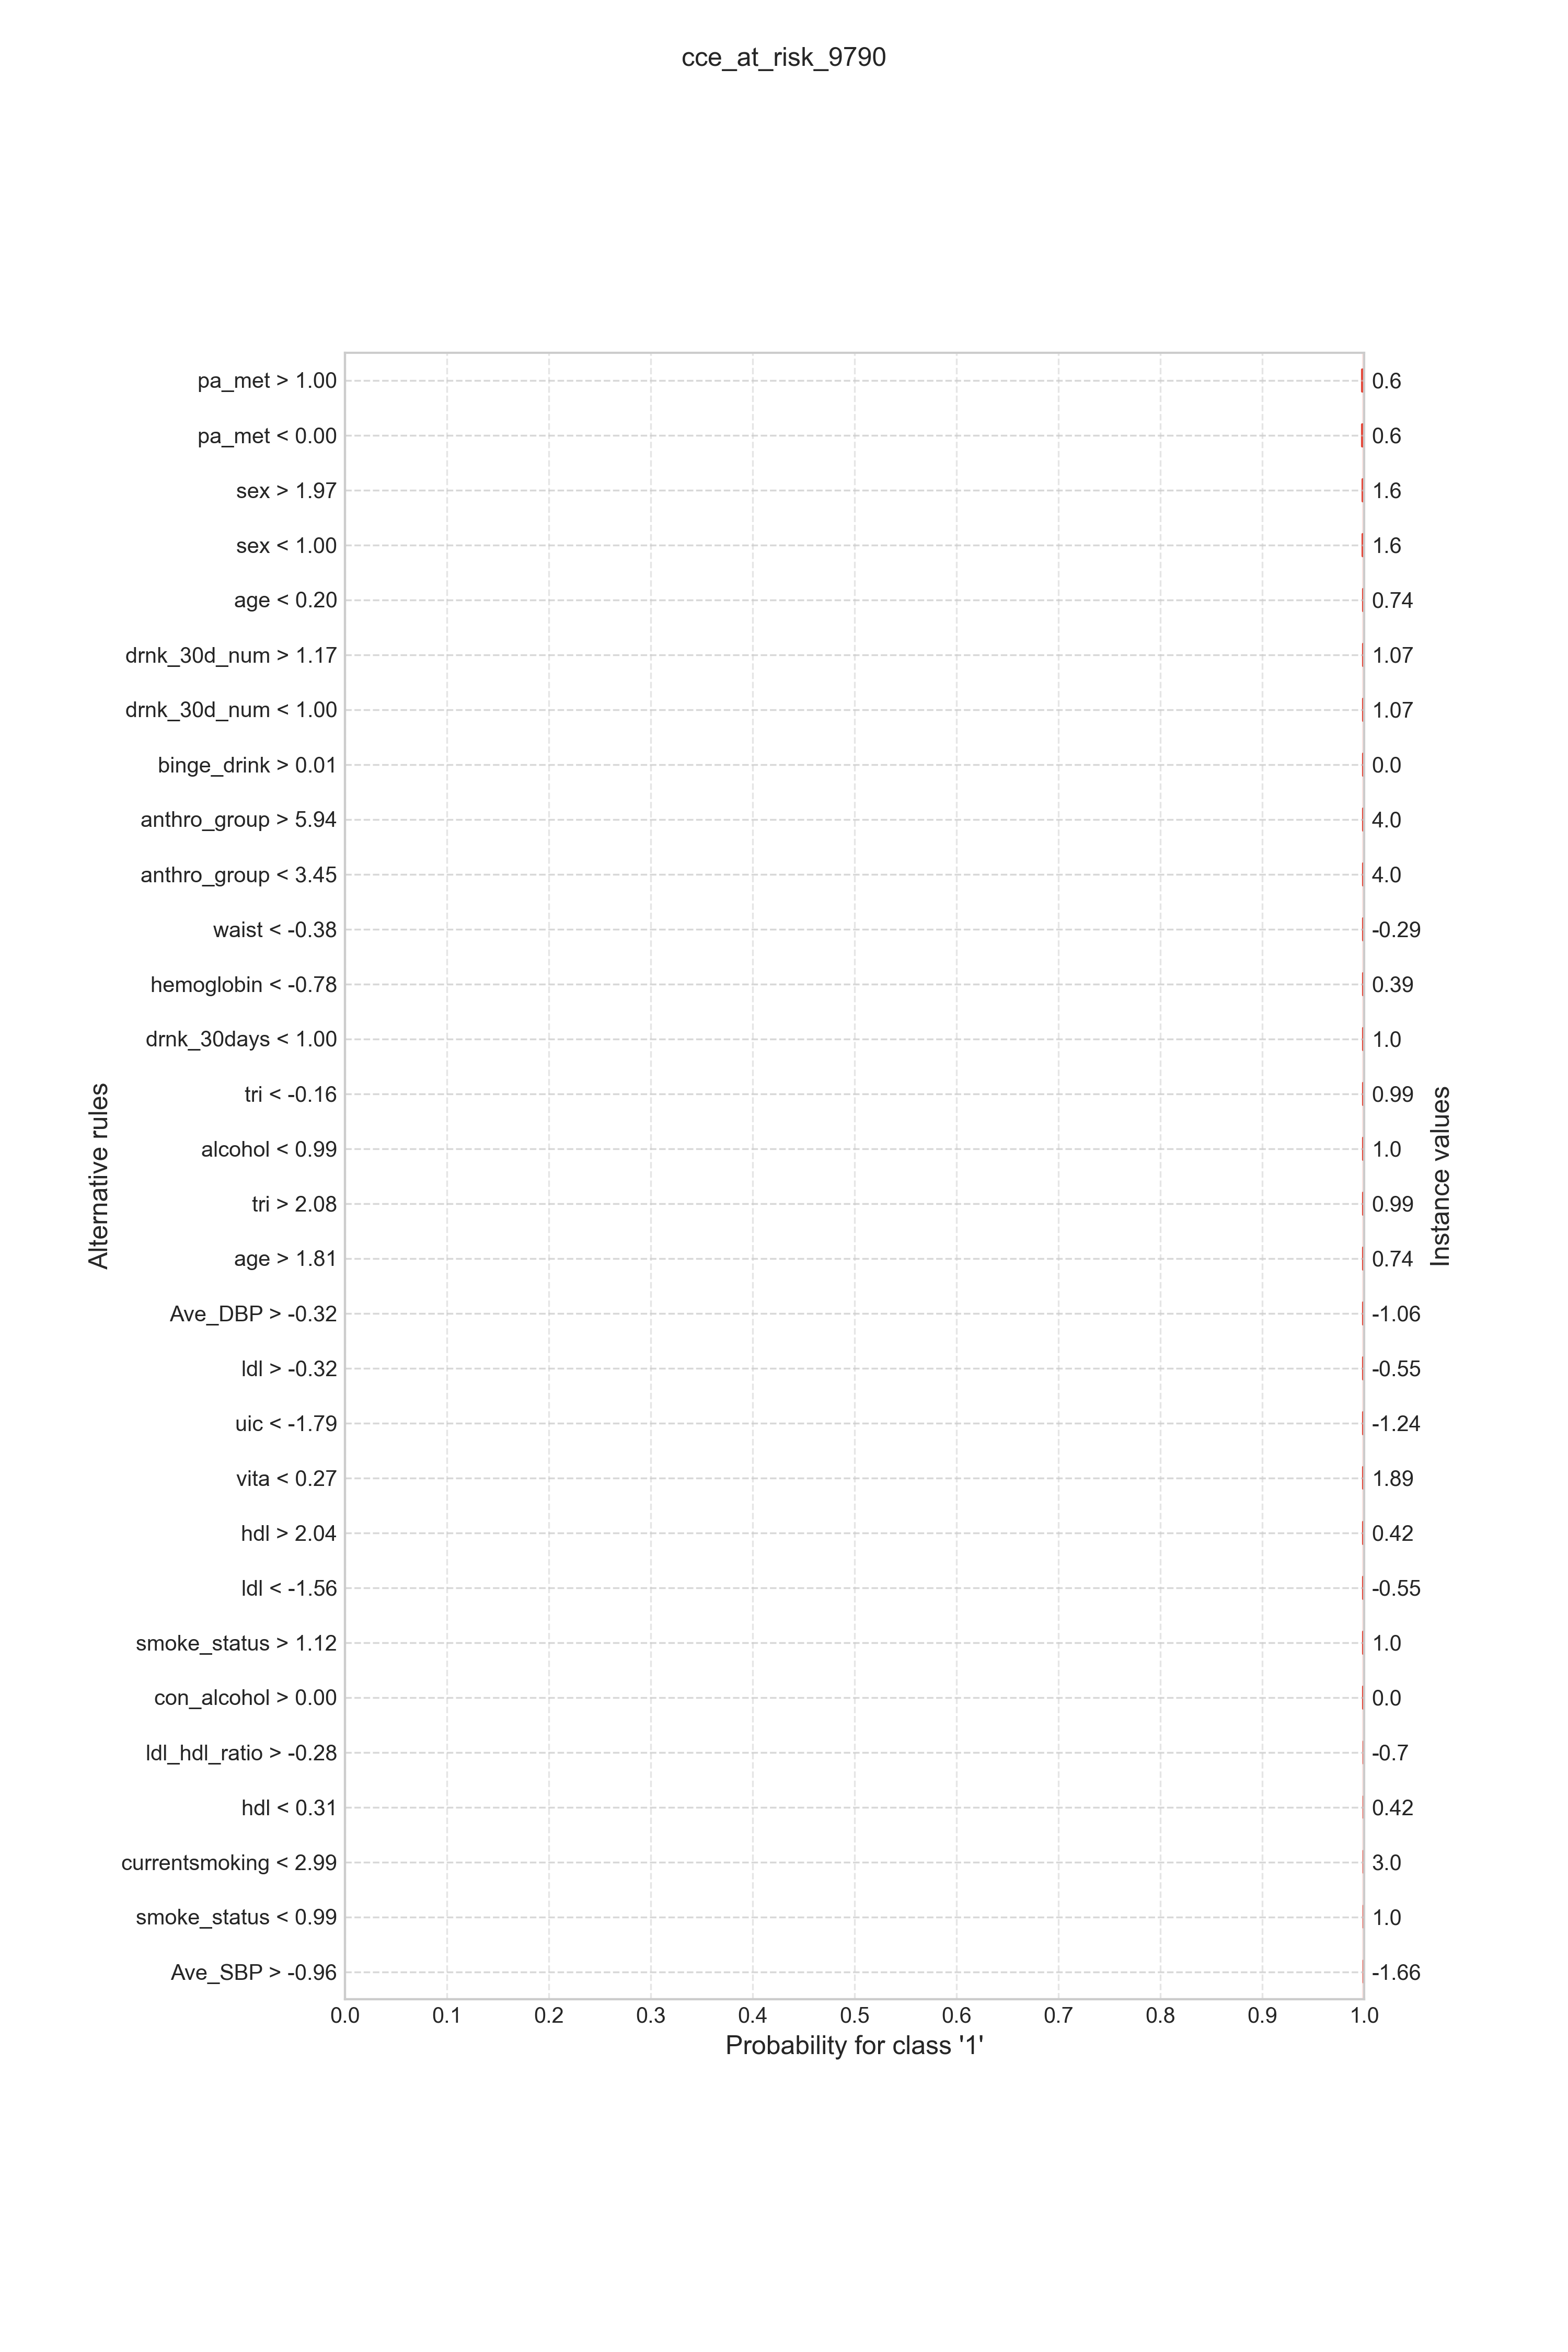 cce_at_risk_9790
pa_met > 1.00 0.6
pa_met < 0.00 0.6
sex > 1.97 1.6
sex < 1.00 1.6
age < 0.20 0.74
drnk_30d_num > 1.17 1.07
drnk_30d_num < 1.00 1.07
binge_drink > 0.01 0.0
anthro_group > 5.94 4.0
anthro_group < 3.45 4.0
waist < -0.38 -0.29
hemoglobin < -0.78 0.39
drnk_30days < 1.00 1.0
tri < -0.16 0.99
alcohol < 0.99 1.0
tri > 2.08 0.99
age > 1.81 0.74
Ave_DBP > -0.32 -1.06
ldl > -0.32 -0.55
uic < -1.79 -1.24
vita < 0.27 1.89
hdl > 2.04 0.42
ldl < -1.56 -0.55
smoke_status > 1.12 1.0
con_alcohol > 0.00 0.0
ldl_hdl_ratio > -0.28 -0.7
hdl < 0.31 0.42
currentsmoking < 2.99 3.0
smoke_status < 0.99 1.0
Ave_SBP > -0.96 -1.66
Alternative rules
Instance values
0.0 0.1 0.2 0.3 0.4 0.5 0.6 0.7 0.8 0.9 1.0
Probability for class '1'